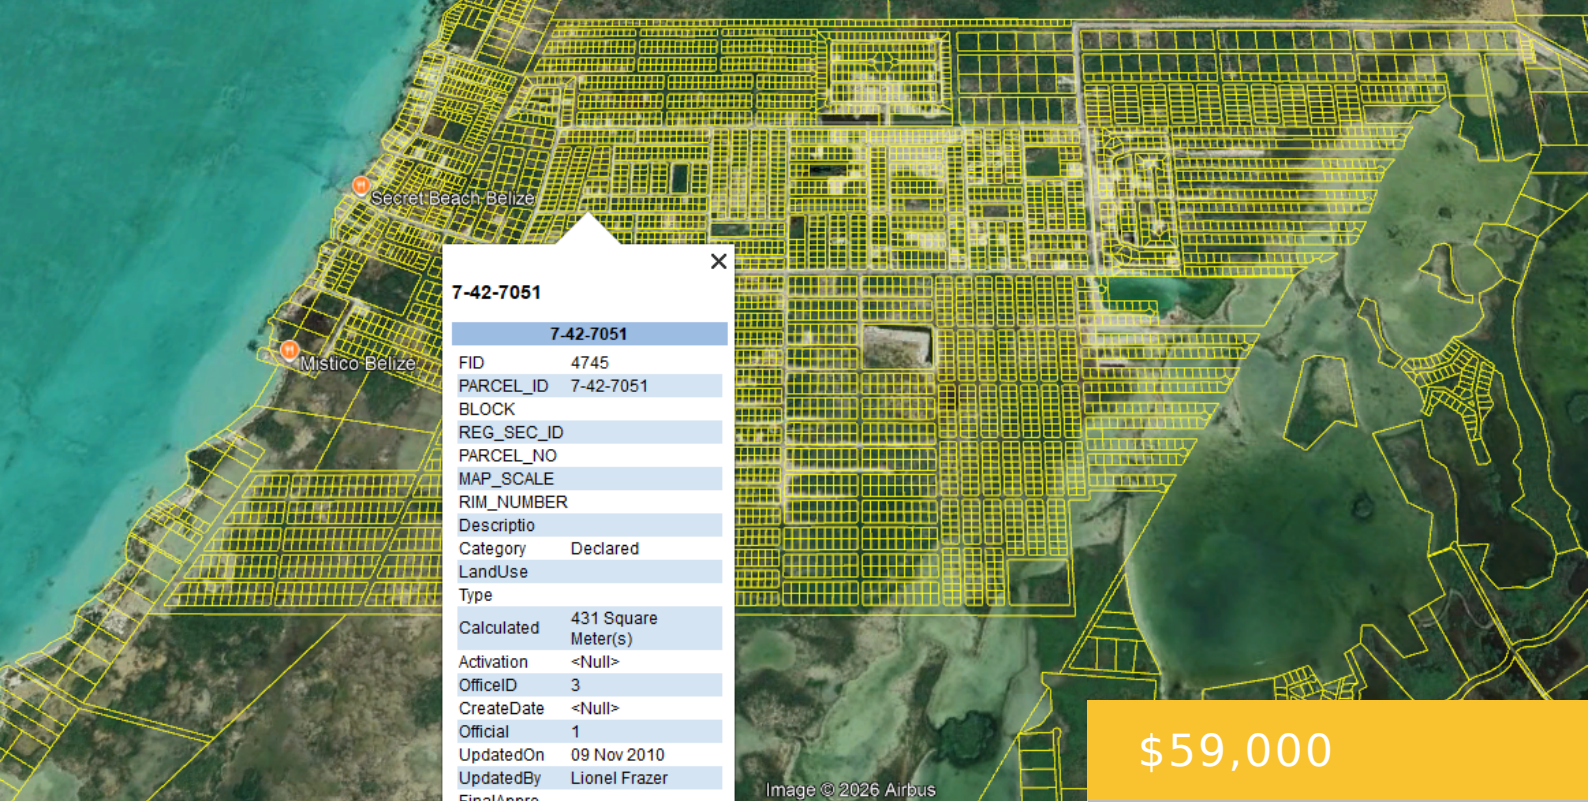 Secret Beach Belize
Mistico Belize
7-42-7051
7-42-7051
FID 4745
PARCEL_ID 7-42-7051
BLOCK
REG_SEC_ID
PARCEL_NO
MAP_SCALE
RIM_NUMBER
Descriptio
Category Declared
LandUse
Type
Calculated 431 Square
Meter(s)
Activation <Null>
OfficeID 3
CreateDate <Null>
Official 1
UpdatedOn 09 Nov 2010
UpdatedBy Lionel Frazer
FinalAppre
$59,000
Image © 2026 Airbus